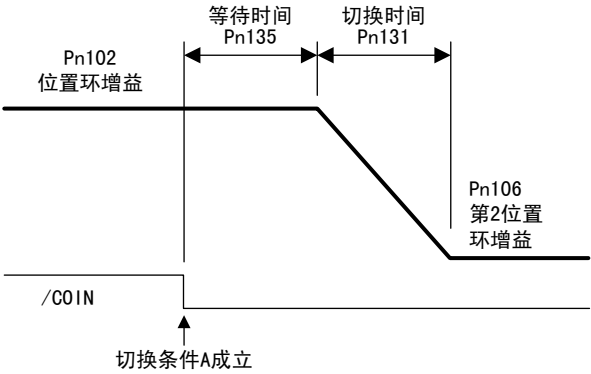 等待时间
Pn135
切换时间
Pn131
Pn102
位置环增益
Pn106
第2位置
环增益
/COIN
切换条件A成立